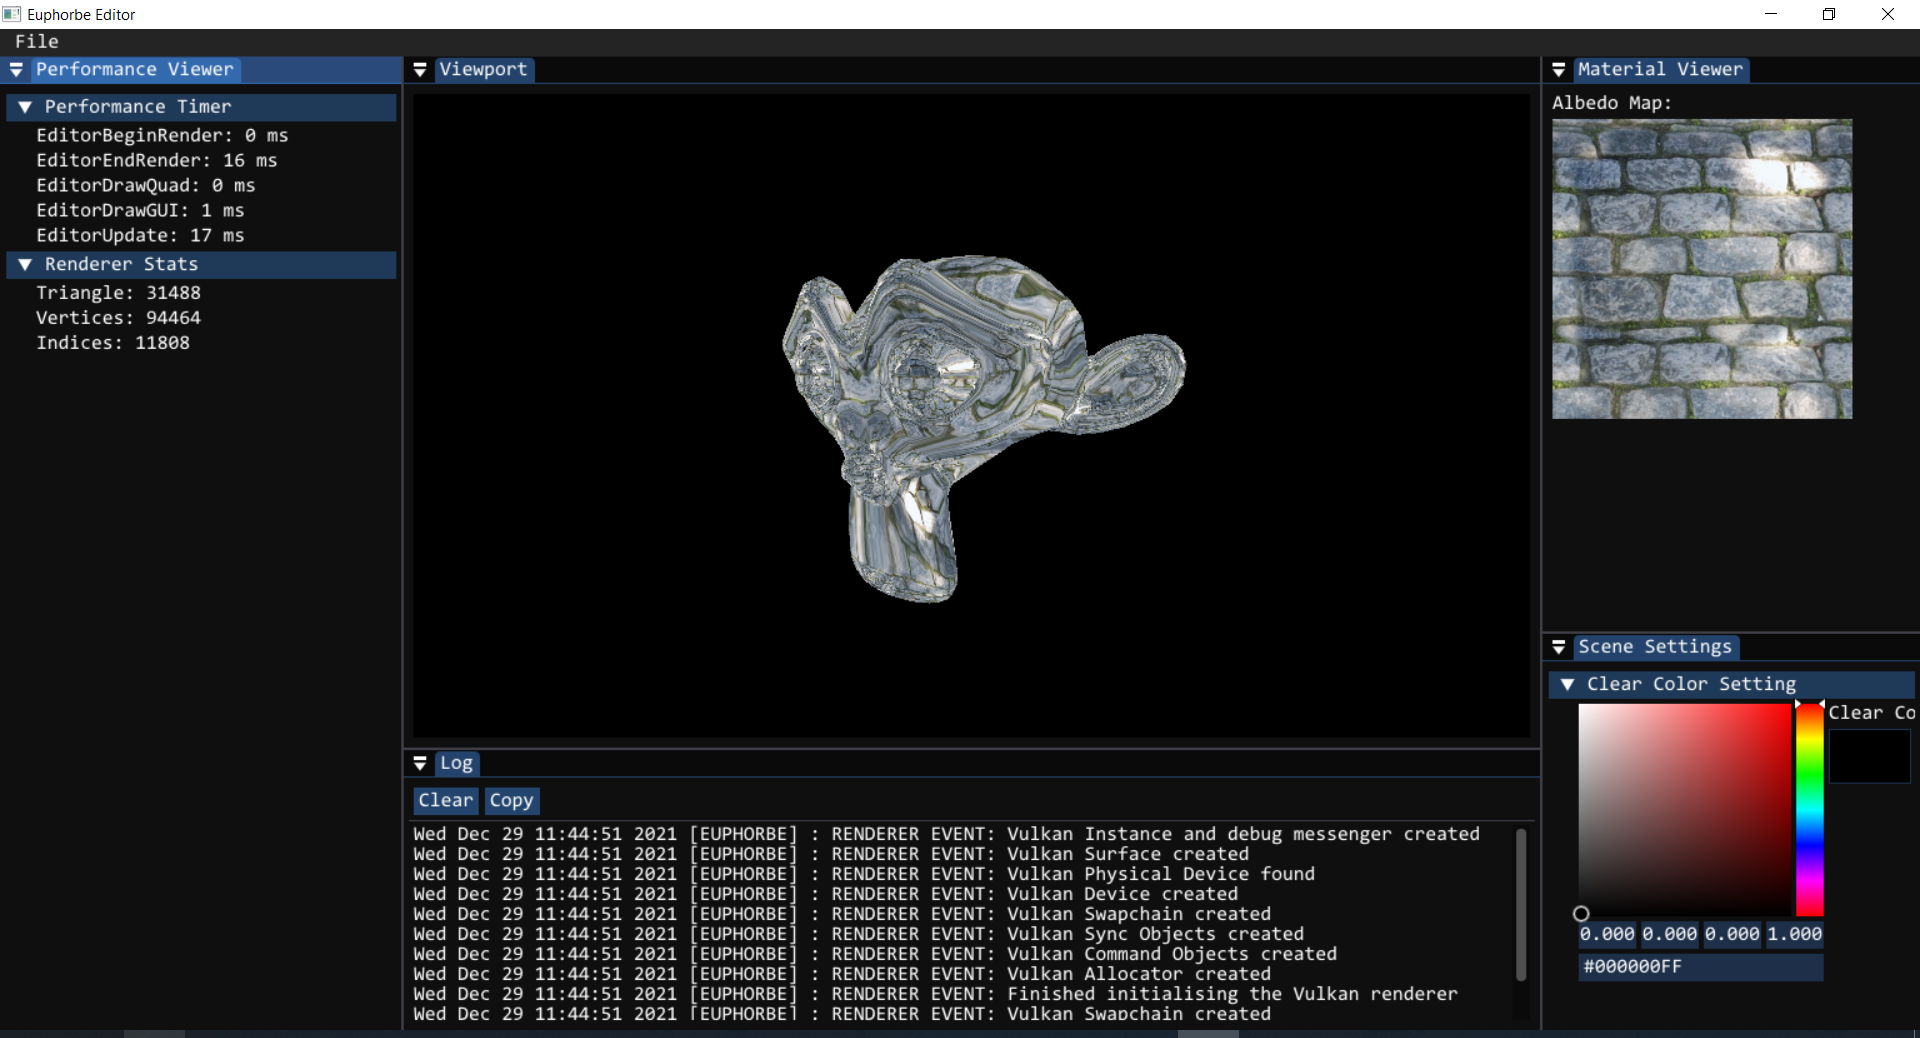 Euphorbe Editor
File
Performance Viewer
Performance Timer
EditorBeginRender: 0 ms
EditorEndRender: 16 ms
EditorDrawQuad: 0 ms
EditorDrawGUI: 1 ms
EditorUpdate: 17 ms
Renderer Stats
Triangle: 31488
Vertices: 94464
Indices: 11808
Viewport
Log
Clear Copy
Wed Dec 29 11:44:51 2021 [EUPHORBE] : RENDERER EVENT: Vulkan Instance and debug messenger created
Wed Dec 29 11:44:51 2021 [EUPHORBE] : RENDERER EVENT: Vulkan Surface created
Wed Dec 29 11:44:51 2021 [EUPHORBE] : RENDERER EVENT: Vulkan Physical Device found
Wed Dec 29 11:44:51 2021 [EUPHORBE] : RENDERER EVENT: Vulkan Device created
Wed Dec 29 11:44:51 2021 [EUPHORBE] : RENDERER EVENT: Vulkan Swapchain created
Wed Dec 29 11:44:51 2021 [EUPHORBE] : RENDERER EVENT: Vulkan Sync Objects created
Wed Dec 29 11:44:51 2021 [EUPHORBE] : RENDERER EVENT: Vulkan Command Objects created
Wed Dec 29 11:44:51 2021 [EUPHORBE] : RENDERER EVENT: Vulkan Allocator created
Wed Dec 29 11:44:51 2021 [EUPHORBE] : RENDERER EVENT: Finished initialising the Vulkan renderer
Wed Dec 29 11:44:51 2021 [EUPHORBE] : RENDERER EVENT: Vulkan Swapchain created
Material Viewer
Albedo Map:
Scene Settings
Clear Color Setting
Clear Co
0.000 0.000 0.000 1.000
#000000FF